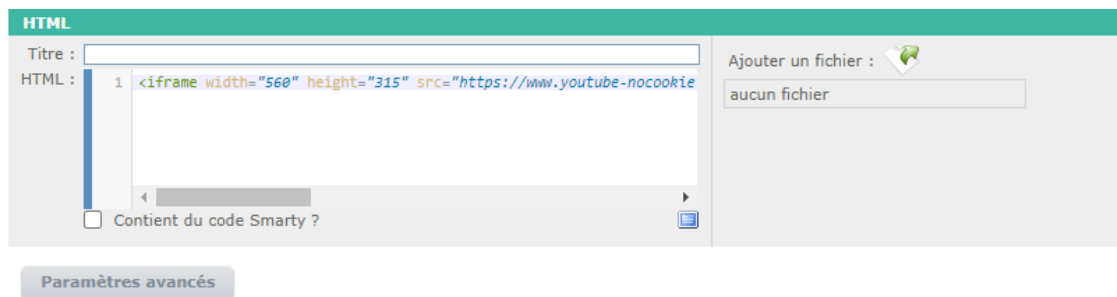 HTML
Titre :
HTML :
1 <iframe width="560" height="315" src="https://www.youtube-nocookie
Contient du code Smarty ?
Ajouter un fichier :
aucun fichier
Paramètres avancés